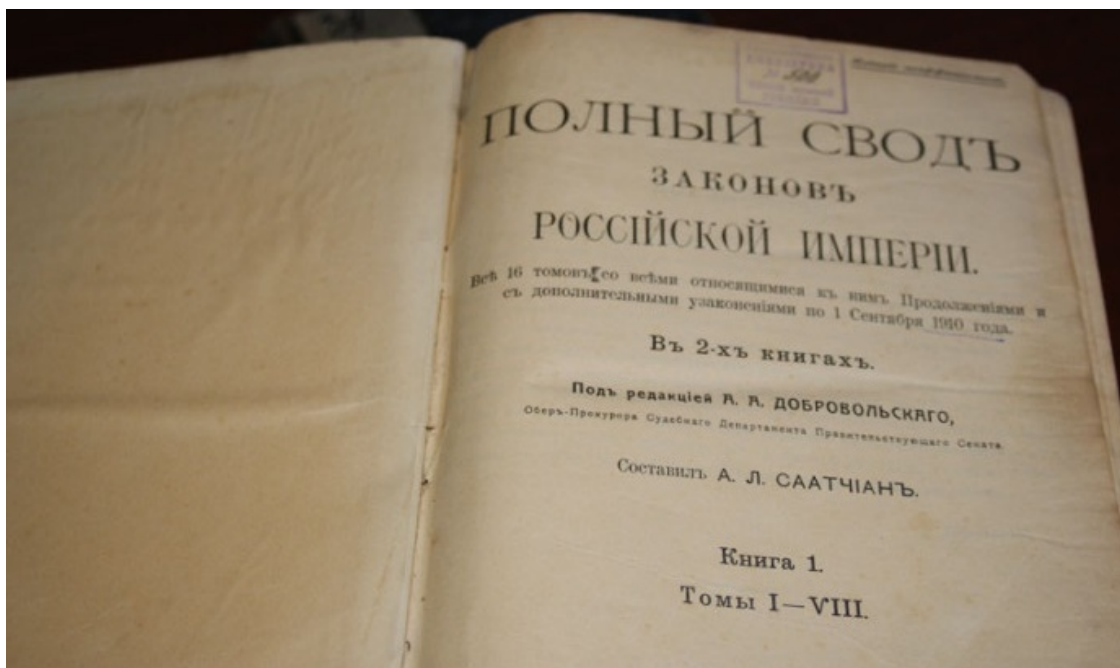 ПОЛНЫЙ СВОДЪ
ЗАКОНОВЪ
РОССІЙСКОЙ ИМПЕРІИ.
Всѣ 16 томовъ со всѣми относящимися къ нимъ Продолженіями и
съ дополнительными узаконеніями по 1 Сентября 1910 года.
Въ 2-хъ книгахъ.
Подъ редакціей А. А. ДОБРОВОЛЬСКАГО,
Оберъ-Прокурора Судебнаго Департамента Правительствующаго Сената.
Составилъ А. Л. СААТЧІАНЪ.
Книга 1.
Томы I—VIII.